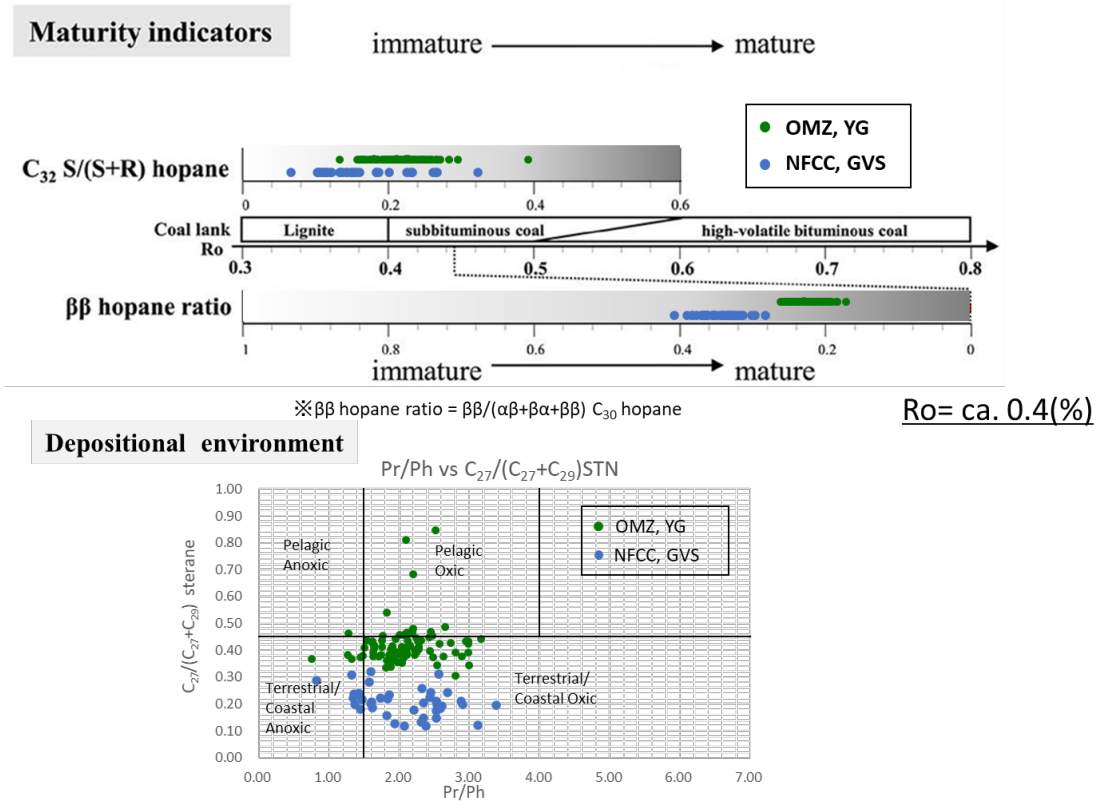 Maturity indicators
immature
mature
OMZ, YG
NFCC, GVS
C₃₂ S/(S+R) hopane
0 0.2 0.4 0.6
Coal lank
Lignite
subbituminous coal
high-volatile bituminous coal
Ro
0.3 0.4 0.5 0.6 0.7 0.8
ββ hopane ratio
1 0.8 0.6 0.4 0.2 0
immature
mature
※ββ hopane ratio = ββ/(αβ+βα+ββ) C₃₀ hopane
Ro= ca. 0.4(%)
Depositional environment
Pr/Ph vs C₂₇/(C₂₇+C₂₉)STN
C₂₇/(C₂₇+C₂₉) sterane
1.00
0.90
0.80
0.70
0.60
0.50
0.40
0.30
0.20
0.10
0.00
Pelagic
Anoxic
Pelagic
Oxic
OMZ, YG
NFCC, GVS
Terrestrial/
Coastal
Anoxic
Terrestrial/
Coastal Oxic
0.00 1.00 2.00 3.00 4.00 5.00 6.00 7.00
Pr/Ph